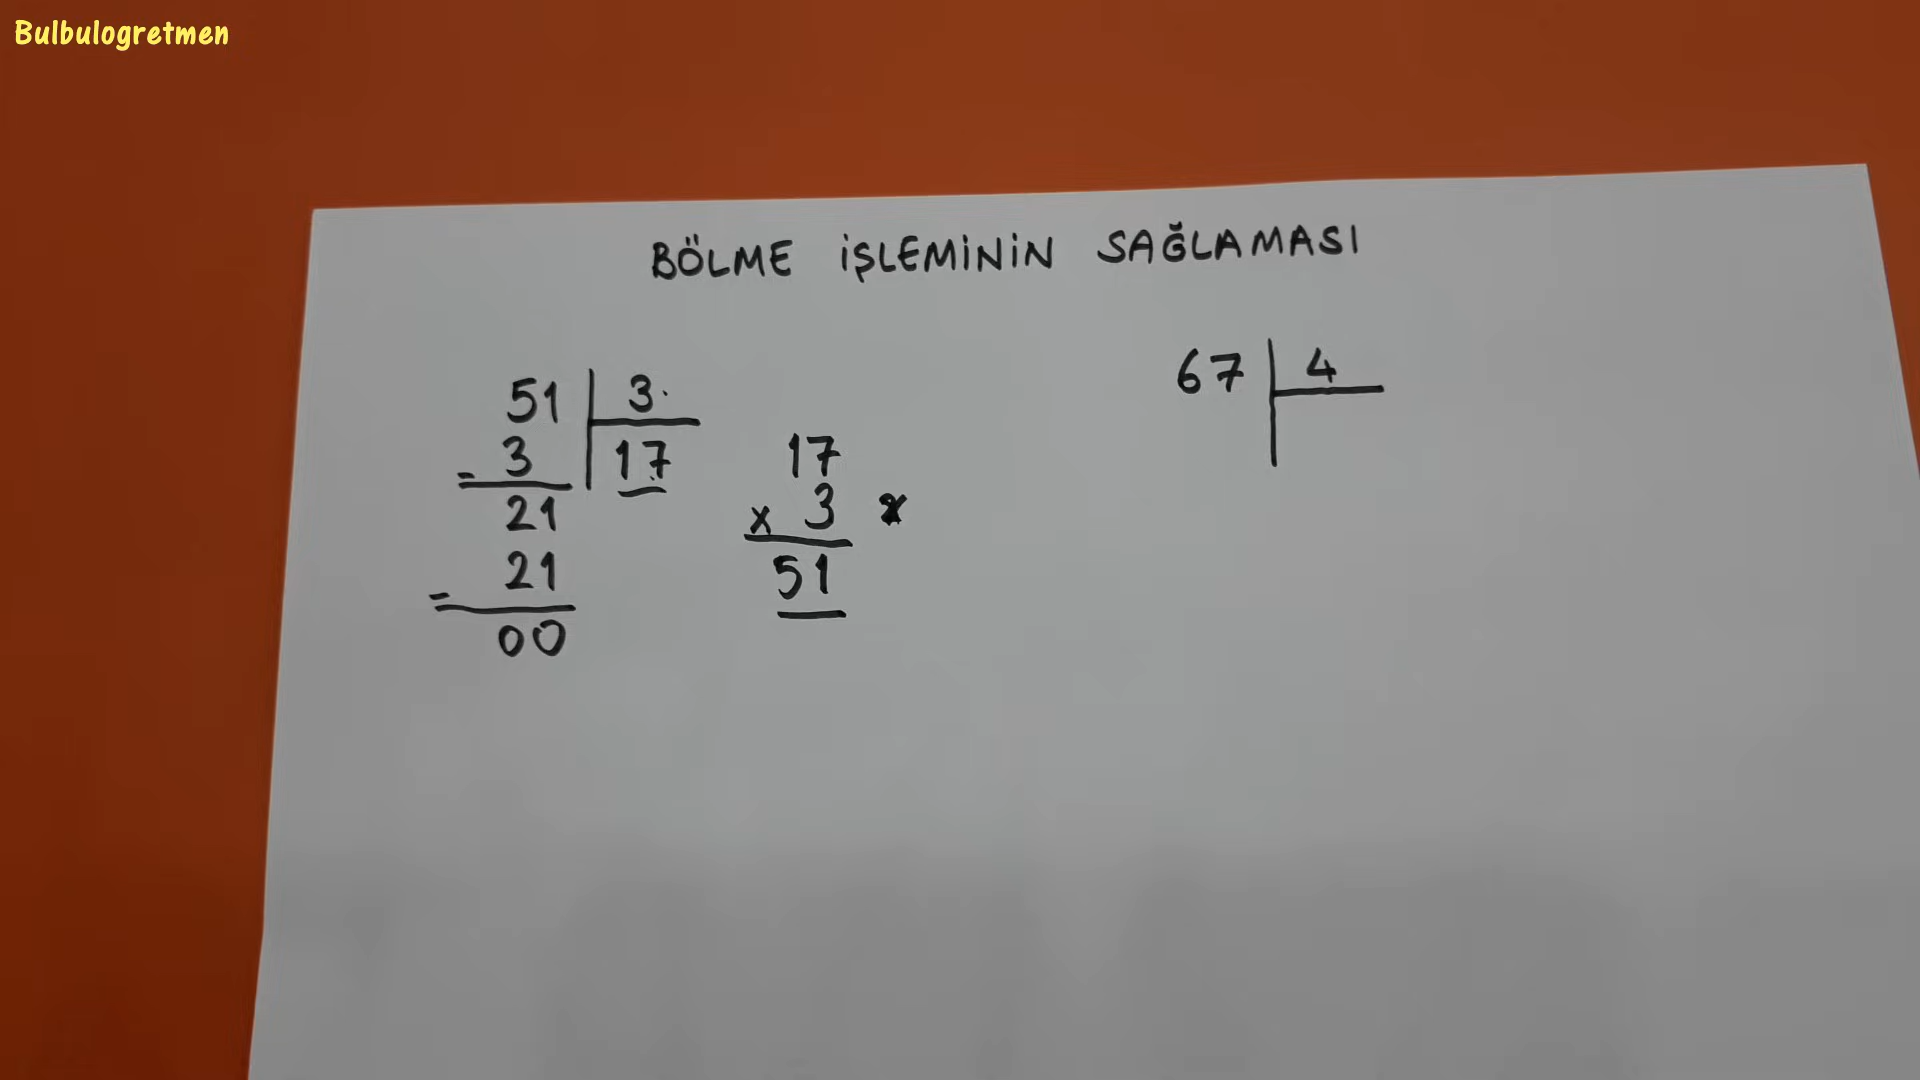 Bulbulogretmen
BÖLME İŞLEMİNİN SAĞLAMASI
51 3
- 3 17
21
- 21
00
17
x 3 x
51
67 4